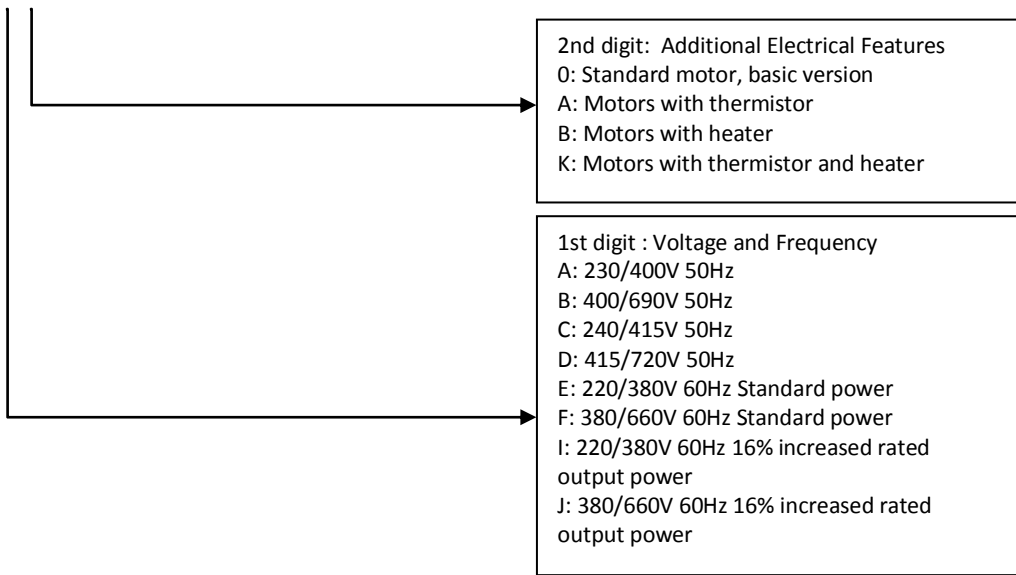 2nd digit:  Additional Electrical Features
0: Standard motor, basic version
A: Motors with thermistor
B: Motors with heater
K: Motors with thermistor and heater
1st digit : Voltage and Frequency
A: 230/400V 50Hz
B: 400/690V 50Hz
C: 240/415V 50Hz
D: 415/720V 50Hz
E: 220/380V 60Hz Standard power
F: 380/660V 60Hz Standard power
I: 220/380V 60Hz 16% increased rated
output power
J: 380/660V 60Hz 16% increased rated
output power